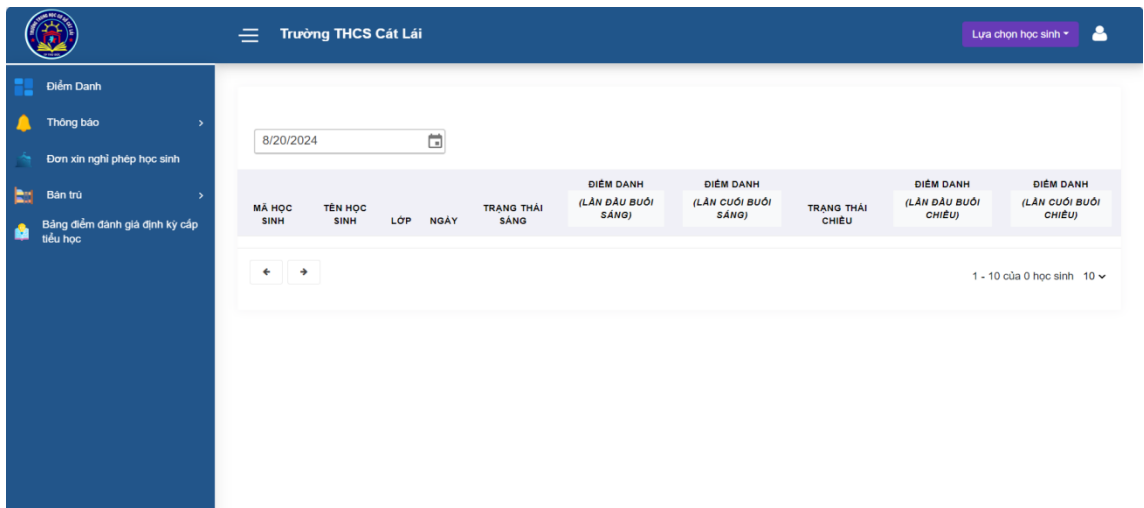 Trường THCS Cát Lái
Lựa chọn học sinh
Điểm Danh
Thông báo
Đơn xin nghỉ phép học sinh
Bán trú
Bảng điểm đánh giá định kỳ cấp
tiểu học
8/20/2024
MÃ HỌC
SINH
TÊN HỌC
SINH
LỚP
NGÀY
TRẠNG THÁI
SÁNG
ĐIỂM DANH
(LẦN ĐẦU BUỔI
SÁNG)
ĐIỂM DANH
(LẦN CUỐI BUỔI
SÁNG)
TRẠNG THÁI
CHIỀU
ĐIỂM DANH
(LẦN ĐẦU BUỔI
CHIỀU)
ĐIỂM DANH
(LẦN CUỐI BUỔI
CHIỀU)
1 - 10 của 0 học sinh 10